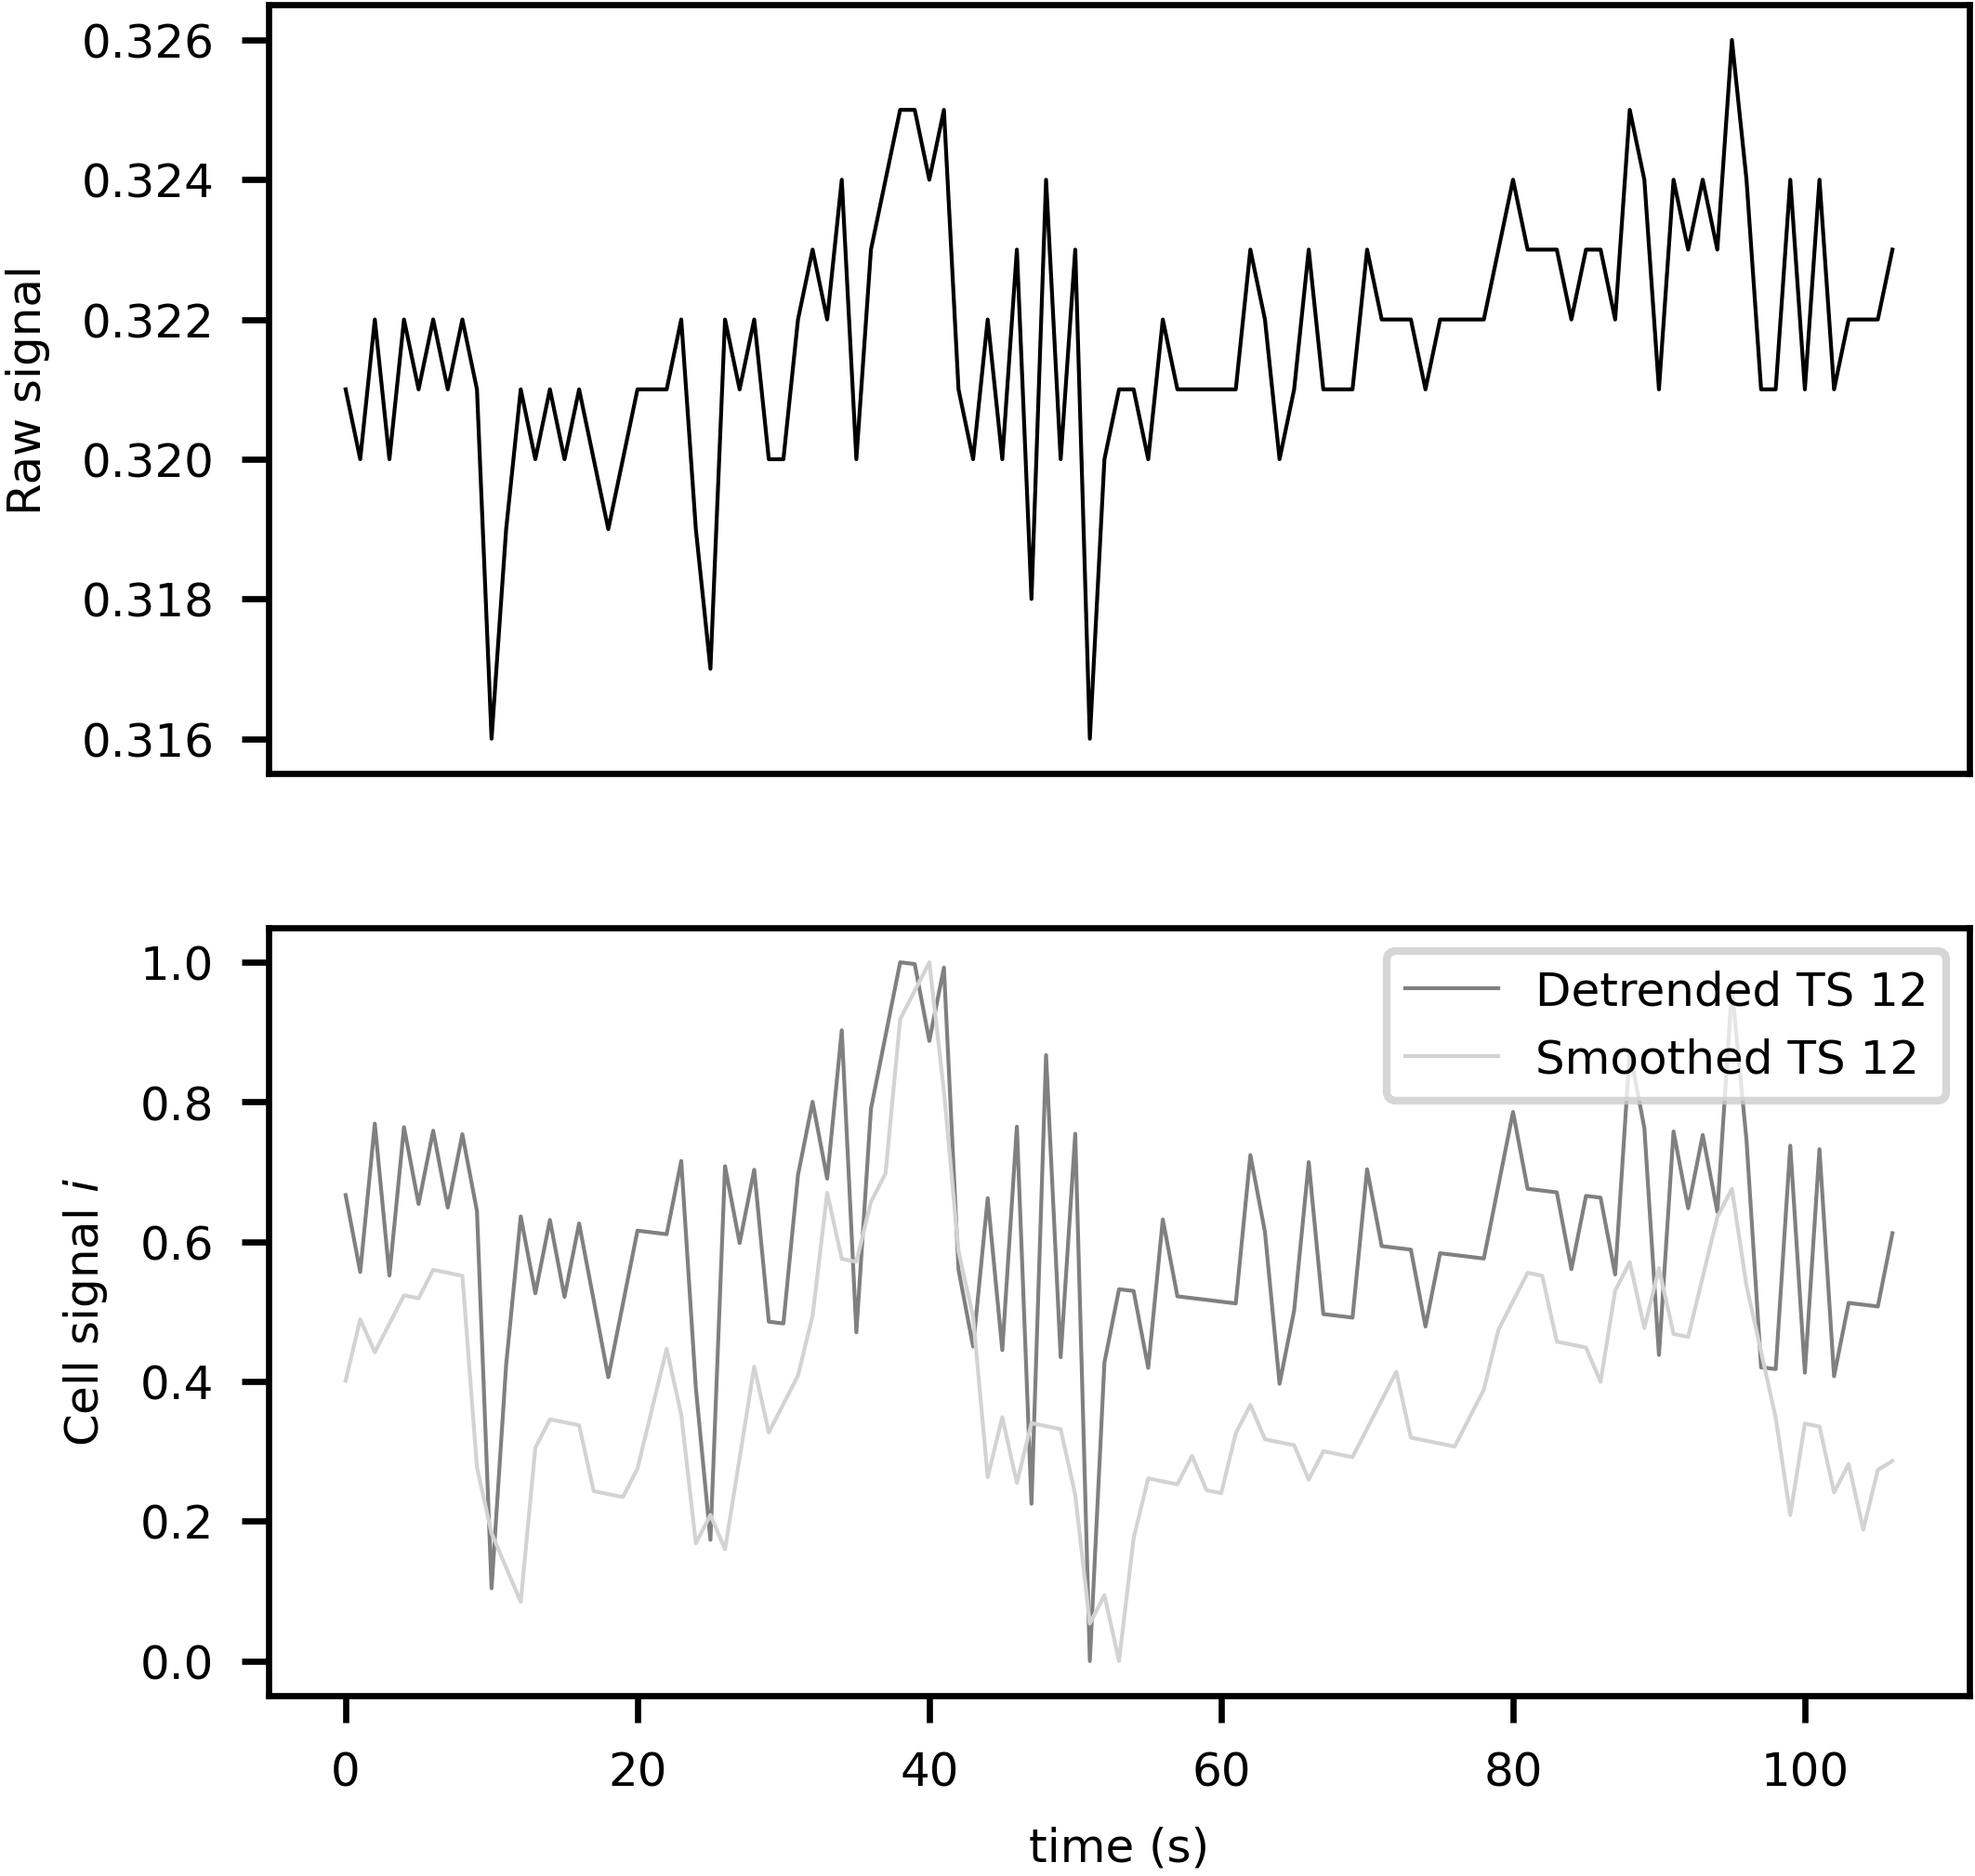 0.326
0.324
0.322
0.320
0.318
0.316
Raw signal
1.0
0.8
0.6
0.4
0.2
0.0
Cell signal i
Detrended TS 12
Smoothed TS 12
0 20 40 60 80 100
time (s)